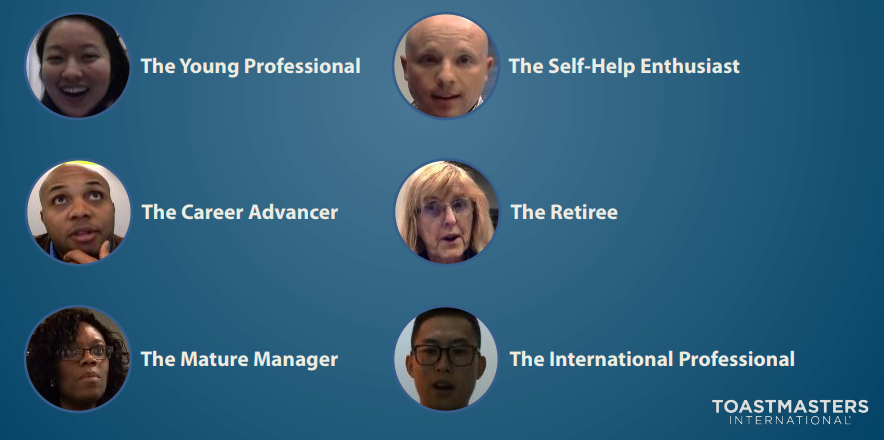 The Young Professional
The Self-Help Enthusiast
The Career Advancer
The Retiree
The Mature Manager
The International Professional
TOASTMASTERS
INTERNATIONAL